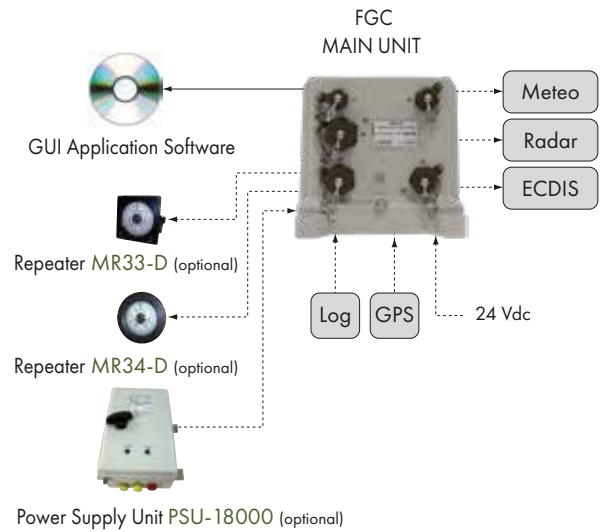 FGC
MAIN UNIT
GUI Application Software
Meteo
Radar
ECDIS
Repeater MR33-D (optional)
Log
GPS
24 Vdc
Repeater MR34-D (optional)
Power Supply Unit PSU-18000 (optional)